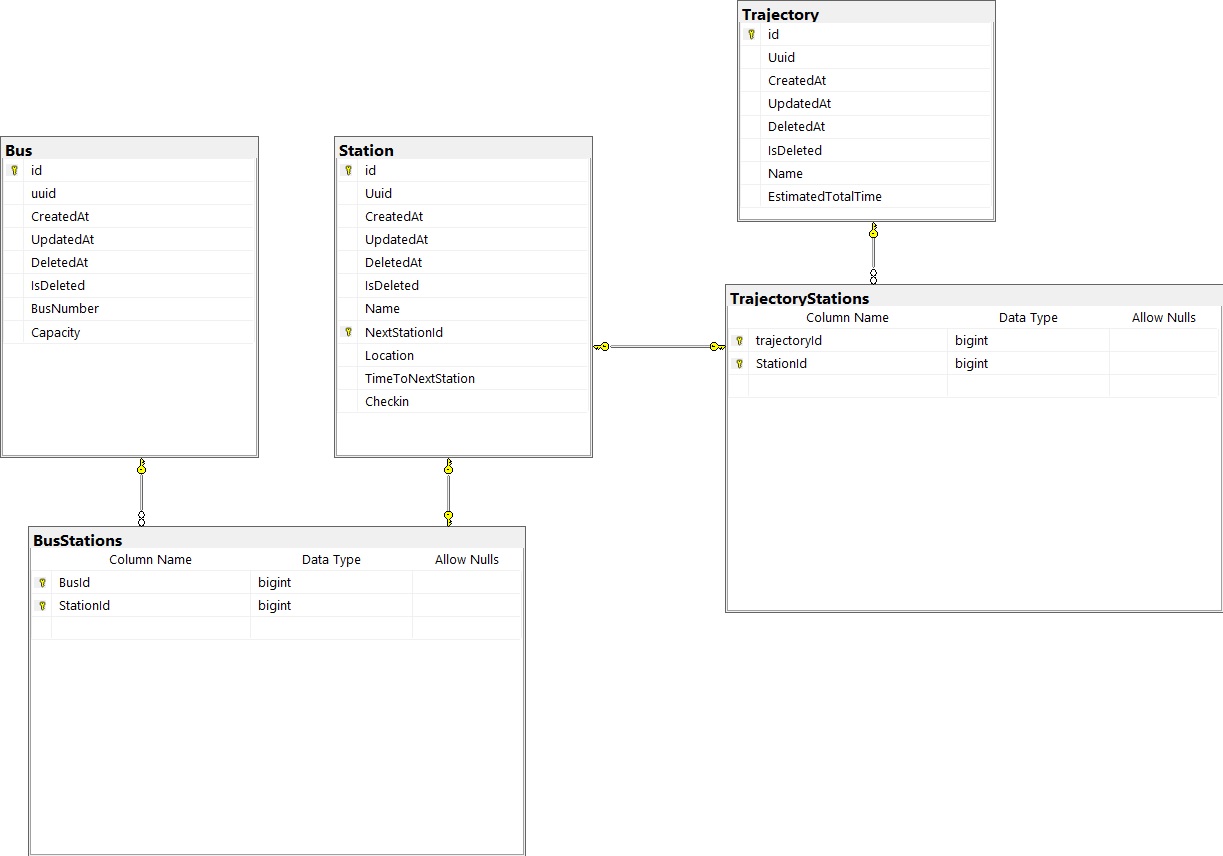 Trajectory
id
Uuid
CreatedAt
UpdatedAt
DeletedAt
IsDeleted
Name
EstimatedTotalTime
Bus
id
uuid
CreatedAt
UpdatedAt
DeletedAt
IsDeleted
BusNumber
Capacity
Station
id
Uuid
CreatedAt
UpdatedAt
DeletedAt
IsDeleted
Name
NextStationId
Location
TimeToNextStation
Checkin
TrajectoryStations
Column Name Data Type Allow Nulls
trajectoryId bigint
StationId bigint
BusStations
Column Name Data Type Allow Nulls
BusId bigint
StationId bigint